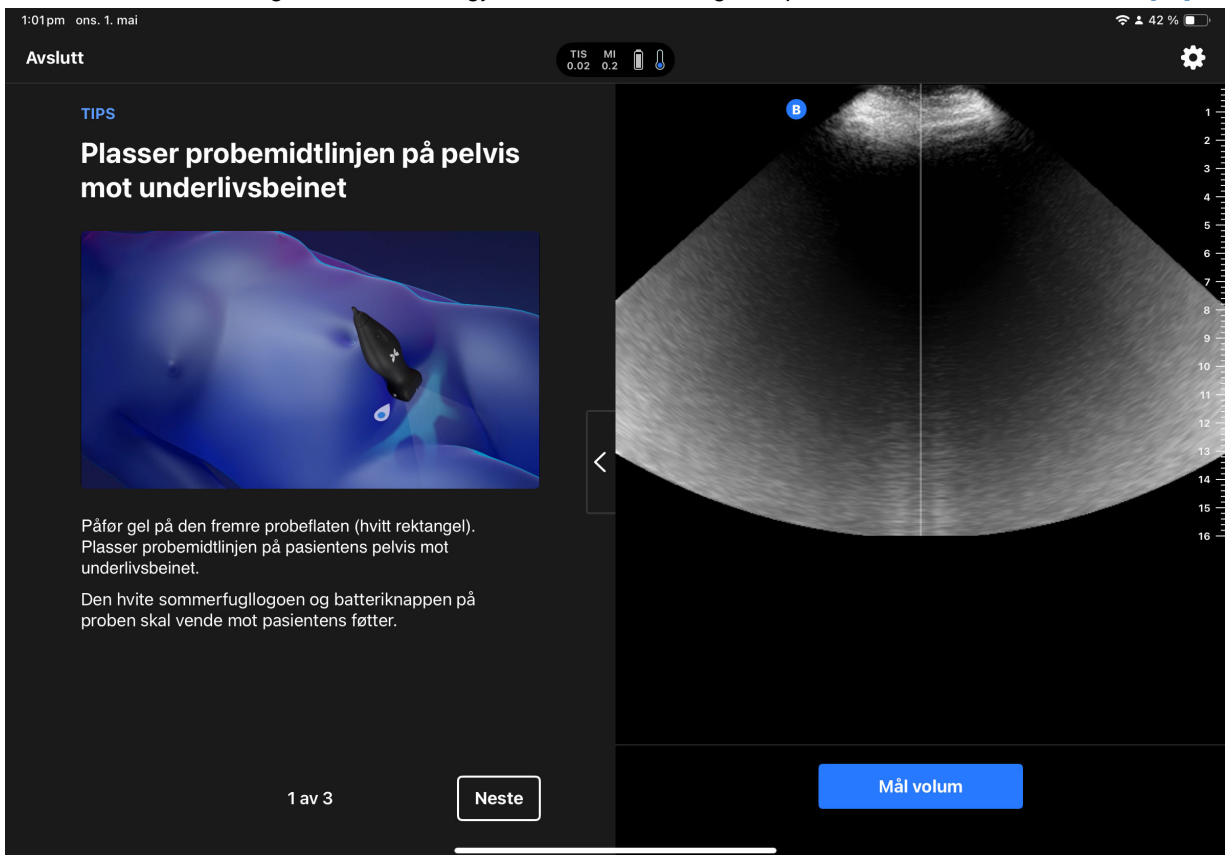 1:01 pm ons. 1. mai
42 %
Avslutt
TIS MI
0.02 0.2
TIPS
Plasser probemidtlinjen på pelvis
mot underlivsbeinet
Påfør gel på den fremre probeflaten (hvitt rektangel).
Plasser probemidtlinjen på pasientens pelvis mot
underlivsbeinet.
Den hvite sommerfugllogoen og batteriknappen på
proben skal vende mot pasientens føtter.
1 av 3
Neste
B
1
2
3
4
5
6
7
8
9
10
11
12
13
14
15
16
Mål volum